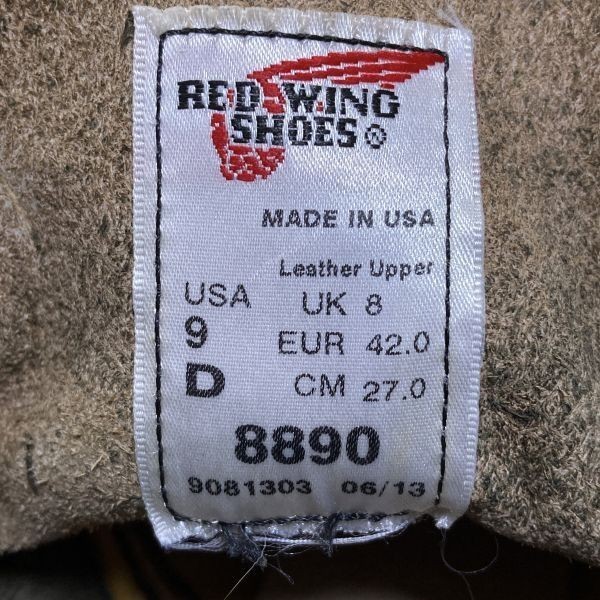 RED WING
SHOES®
MADE IN USA
Leather Upper
USA UK 8
9 EUR 42.0
D CM 27.0
8890
9081303 06/13